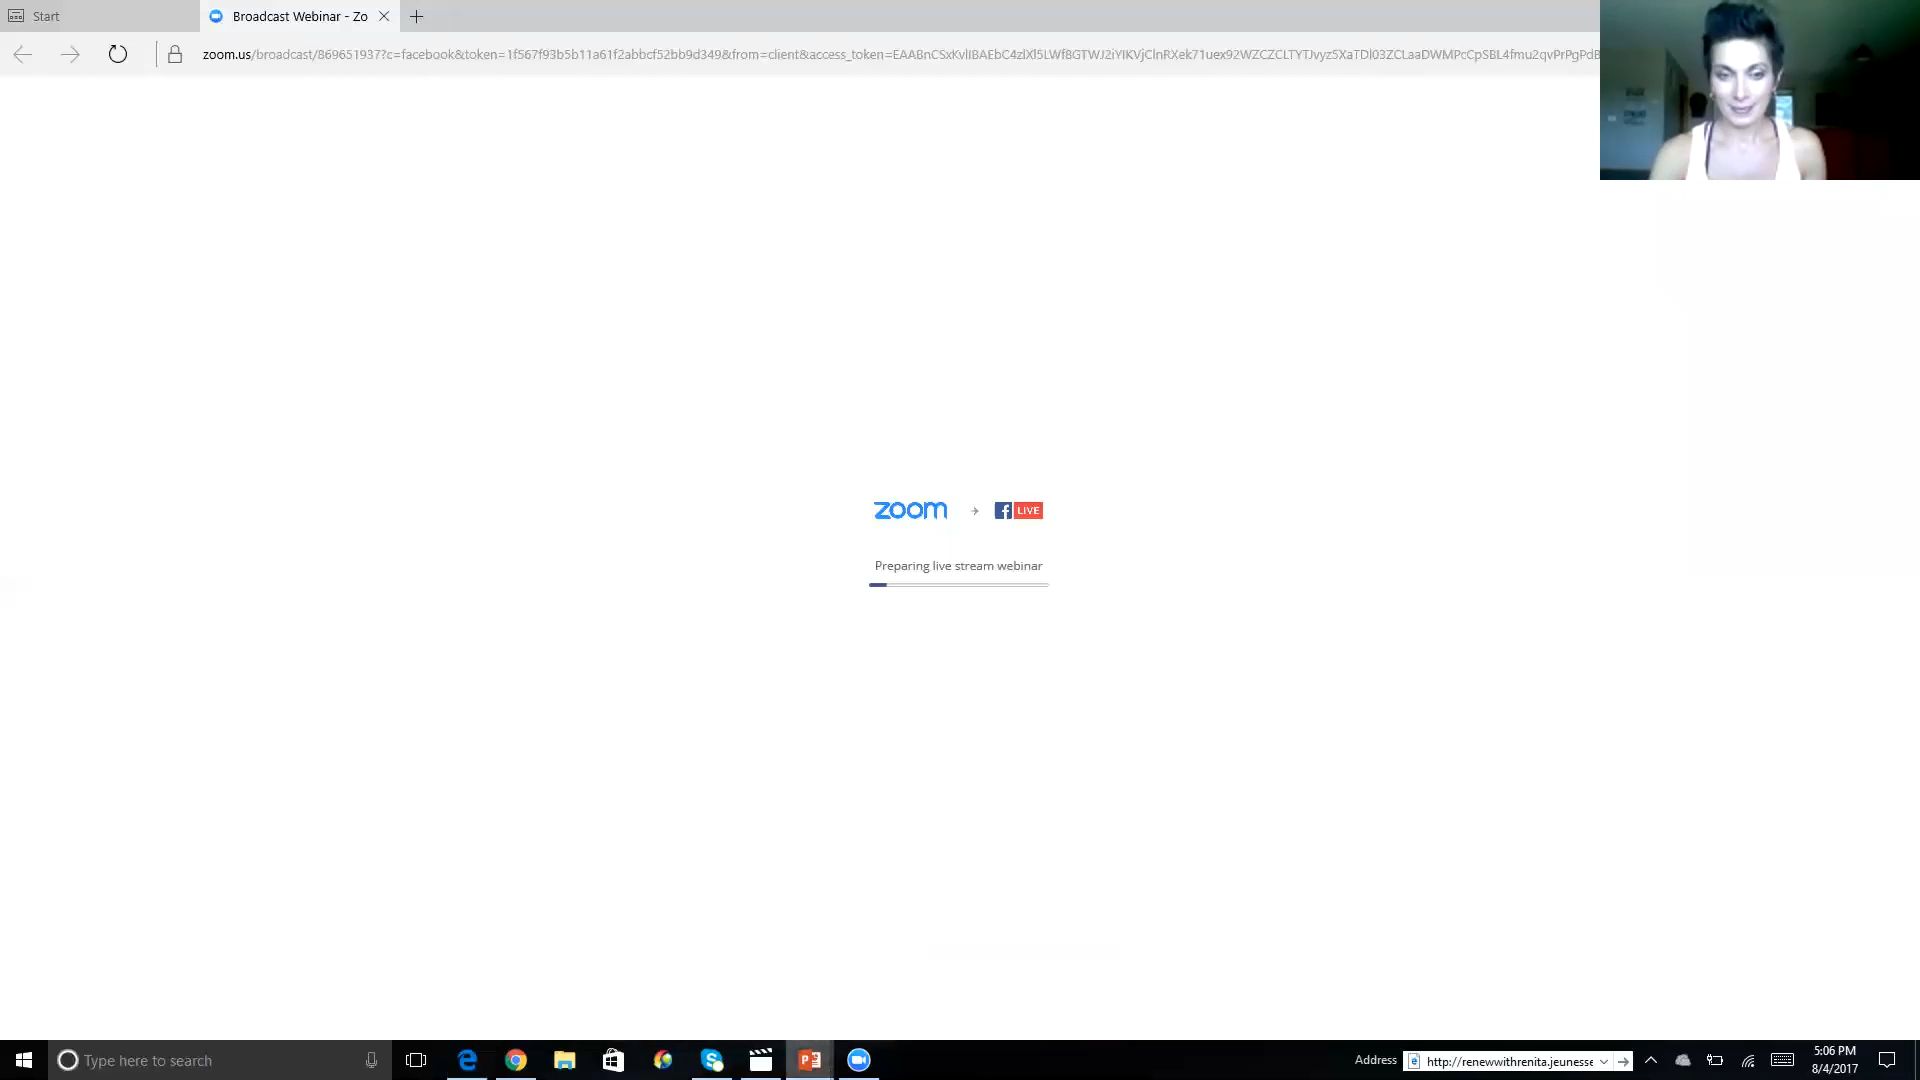 Start
Broadcast Webinar - Zo
zoom.us/broadcast/869651937?c=facebook&token=1f567f93b5b11a61f2abbcf52bb9d349&from=client&access_token=
zoom
f LIVE
Preparing live stream webinar
Type here to search
Address
http://renewwithrenita.jeunesse
5:06 PM
8/4/2017